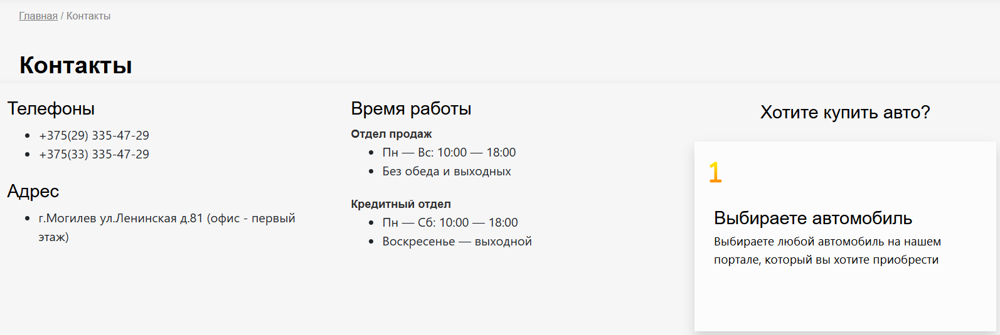 Главная / Контакты
Контакты
Телефоны
+375(29) 335-47-29
+375(33) 335-47-29
Адрес
г.Могилев ул.Ленинская д.81 (офис - первый
этаж)
Время работы
Отдел продаж
Пн — Вс: 10:00 — 18:00
Без обеда и выходных
Кредитный отдел
Пн — Сб: 10:00 — 18:00
Воскресенье — выходной
Хотите купить авто?
1
Выбираете автомобиль
Выбираете любой автомобиль на нашем
портале, который вы хотите приобрести